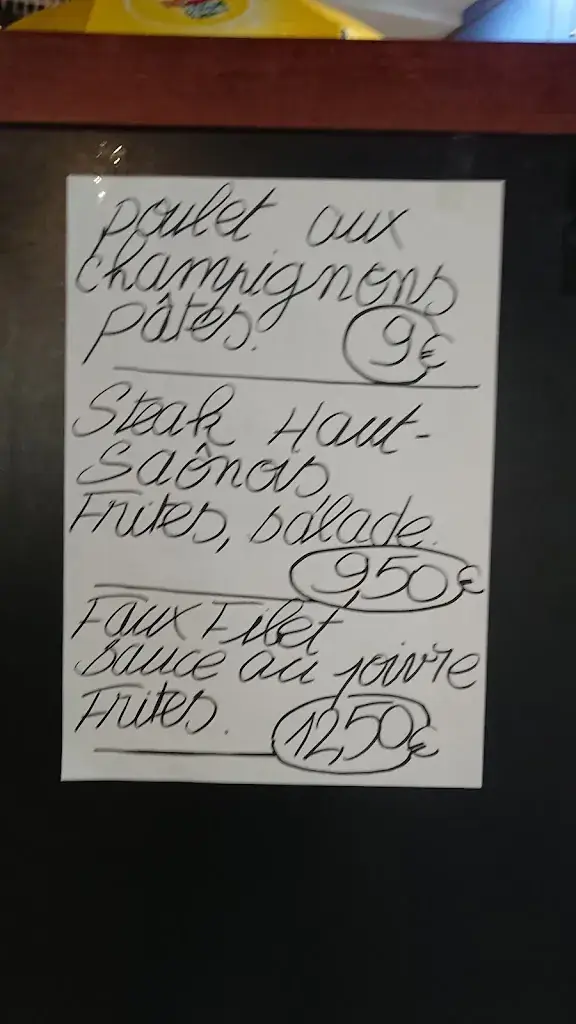 poulet aux
champignons
pâtes. 9€
Steak Haut-
Saônois
Frites, salade.
9,50€
Faux Filet
sauce au poivre
Frites. 12,50€